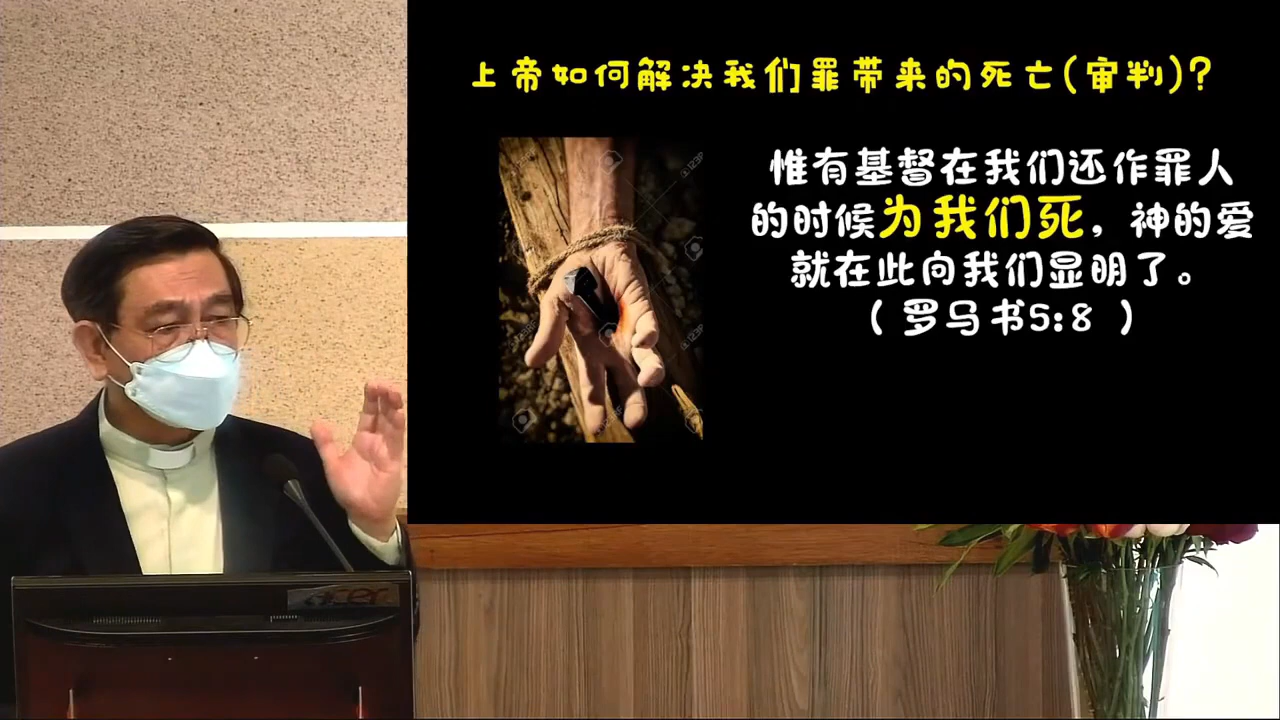 上帝如何解决我们罪带来的死亡(审判)?
惟有基督在我们还作罪人
的时候为我们死，神的爱
就在此向我们显明了。
（罗马书5:8 ）
acer